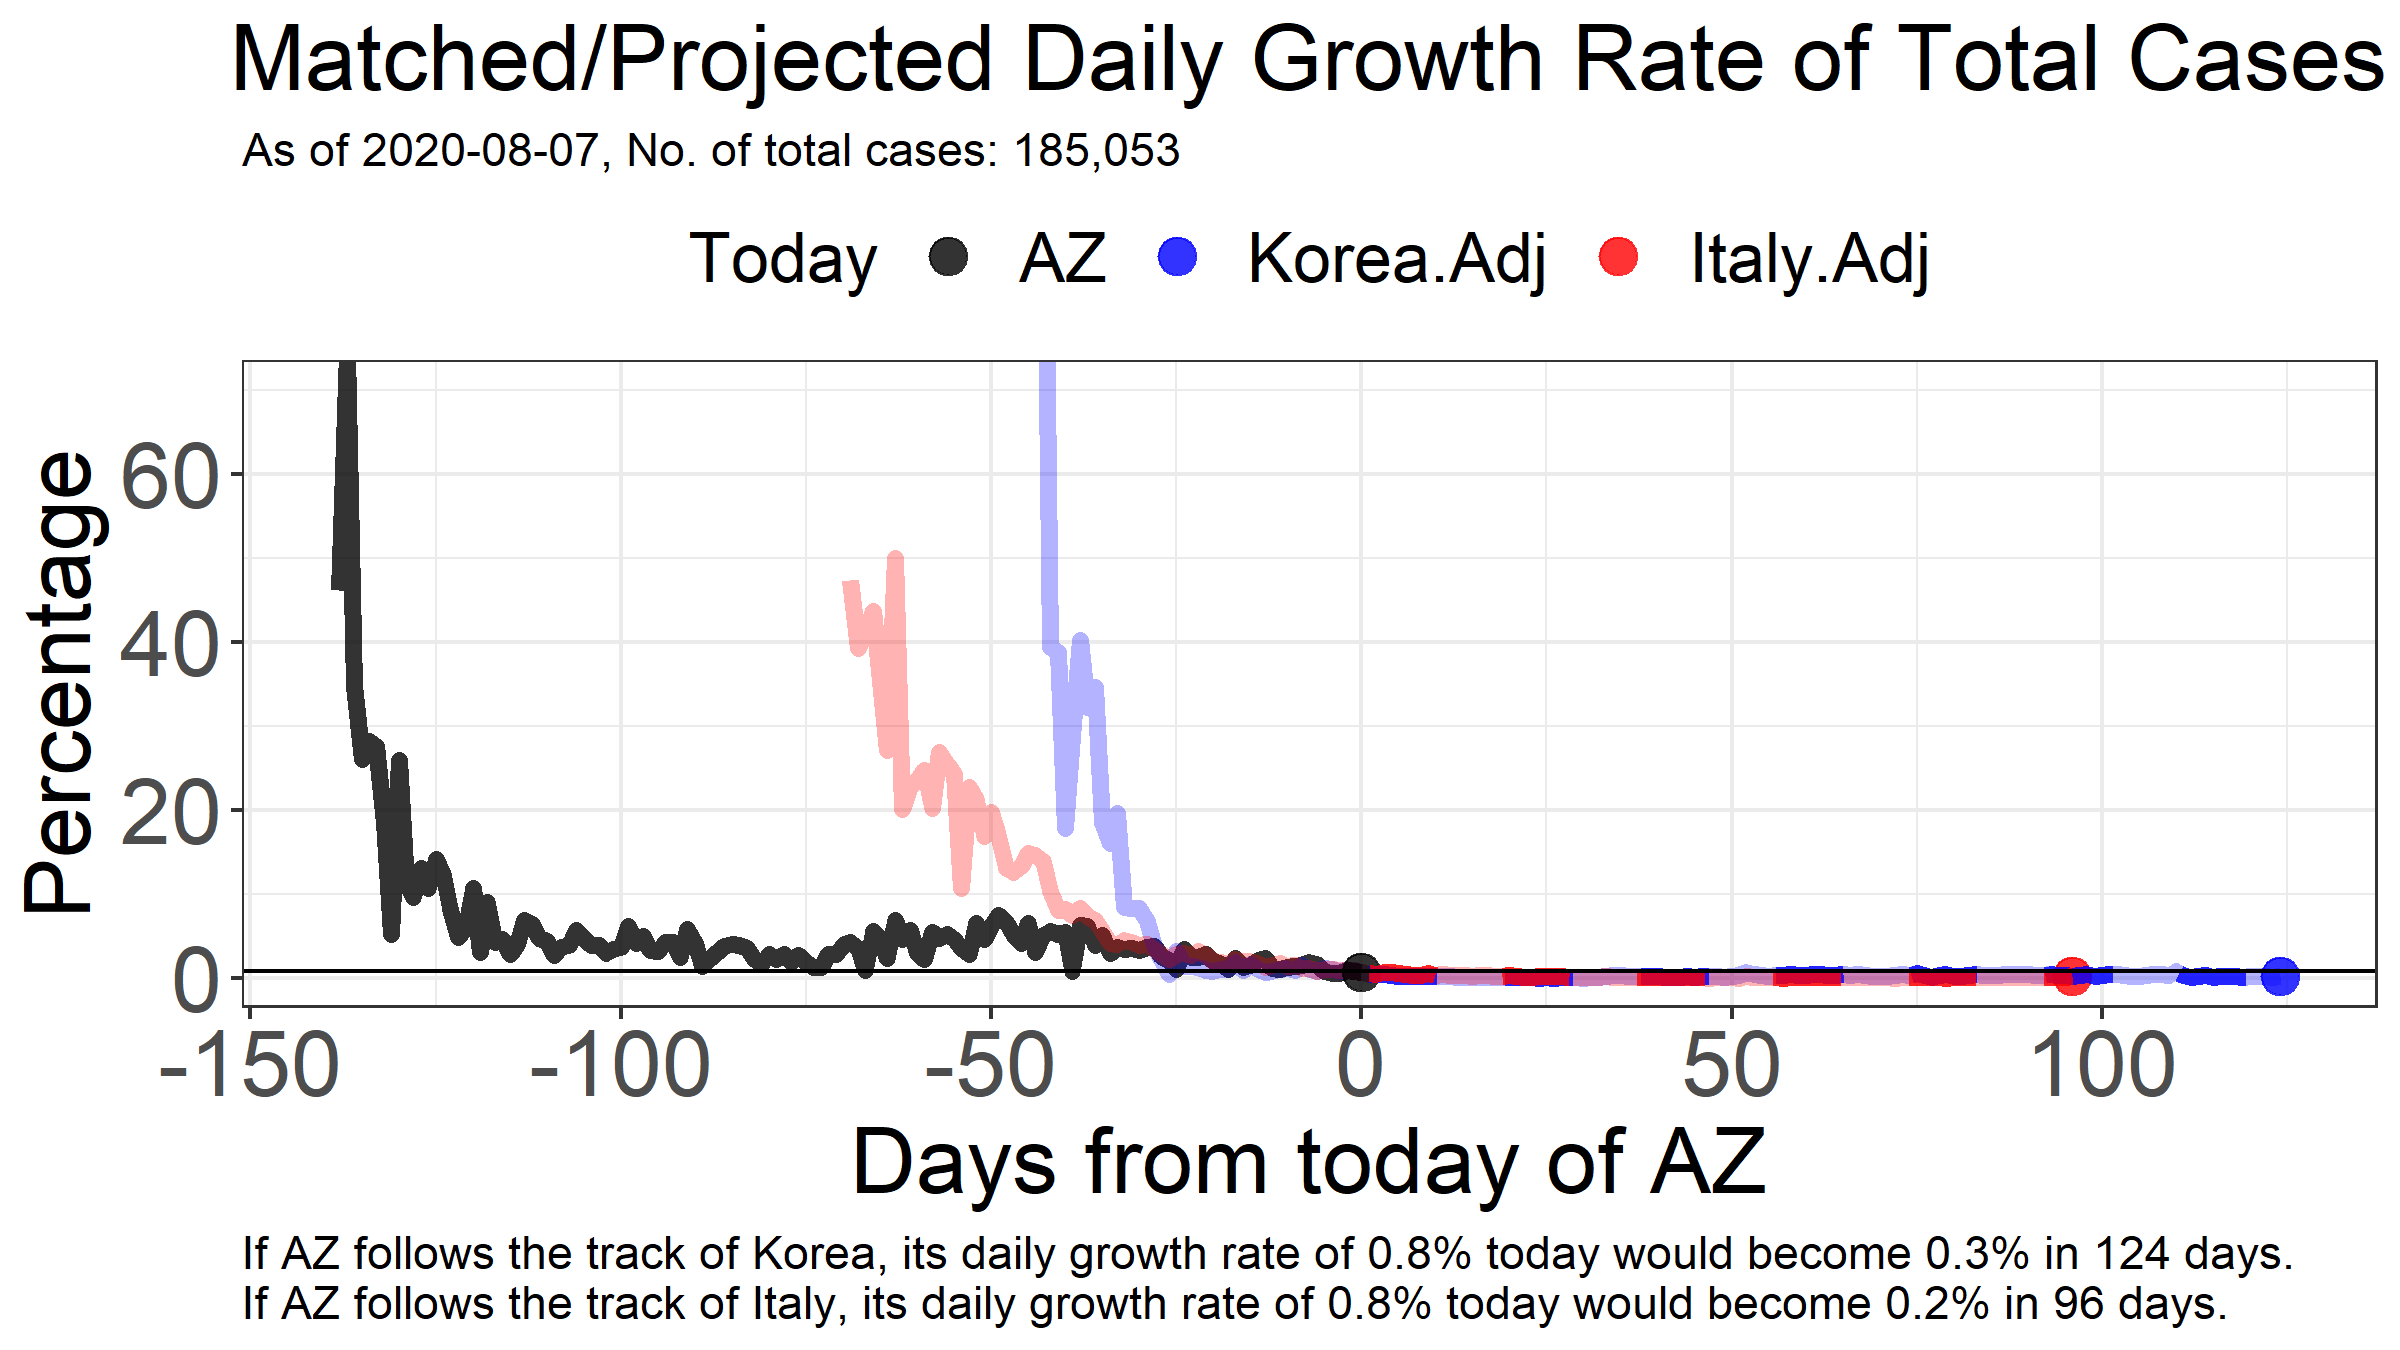 Matched/Projected Daily Growth Rate of Total Cases
As of 2020-08-07, No. of total cases: 185,053
Today AZ Korea.Adj Italy.Adj
Percentage
60
40
20
0
-150 -100 -50 0 50 100
Days from today of AZ
If AZ follows the track of Korea, its daily growth rate of 0.8% today would become 0.3% in 124 days.
If AZ follows the track of Italy, its daily growth rate of 0.8% today would become 0.2% in 96 days.